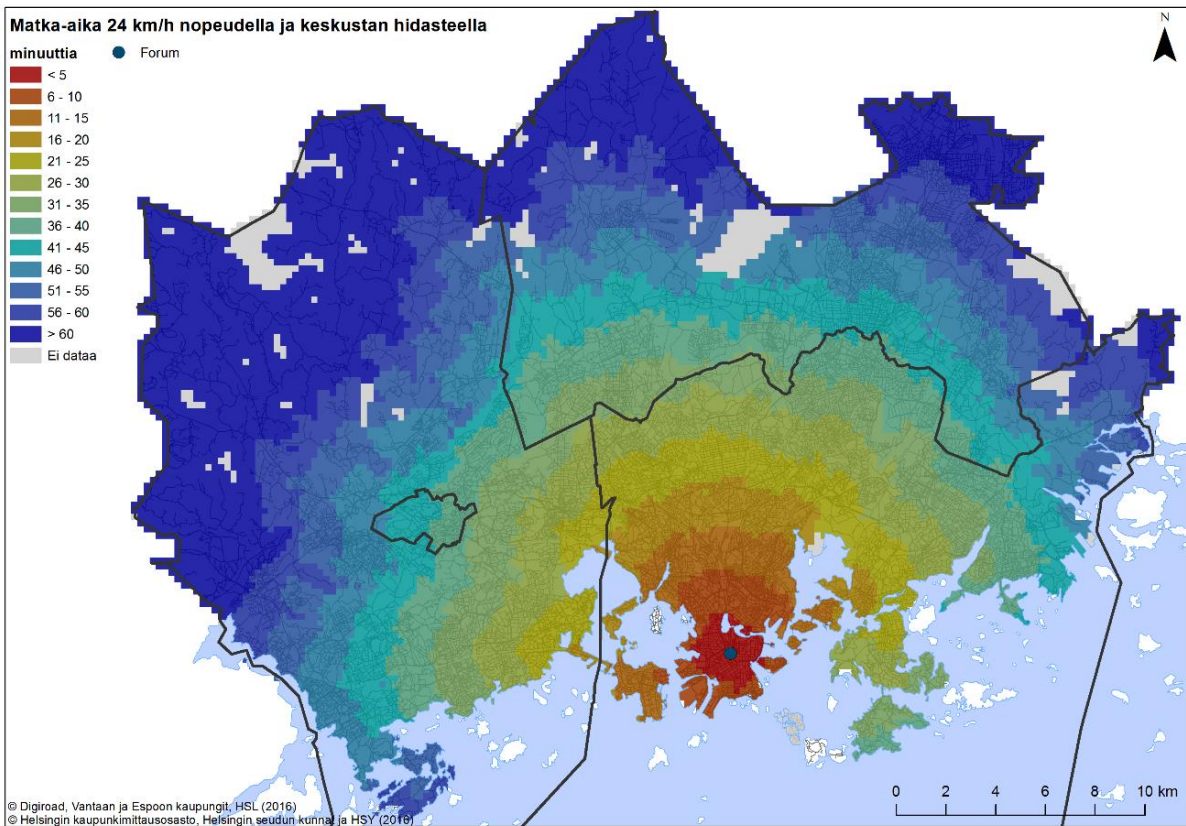 Matka-aika 24 km/h nopeudella ja keskustan hidasteella
minuuttia
Forum
< 5
6 - 10
11 - 15
16 - 20
21 - 25
26 - 30
31 - 35
36 - 40
41 - 45
46 - 50
51 - 55
56 - 60
> 60
Ei dataa
N
0 2 4 6 8 10 km
© Digiroad, Vantaan ja Espoon kaupungit, HSL (2016)
© Helsingin kaupunkimittausosasto, Helsingin seudun kunnat ja HSY (2016)